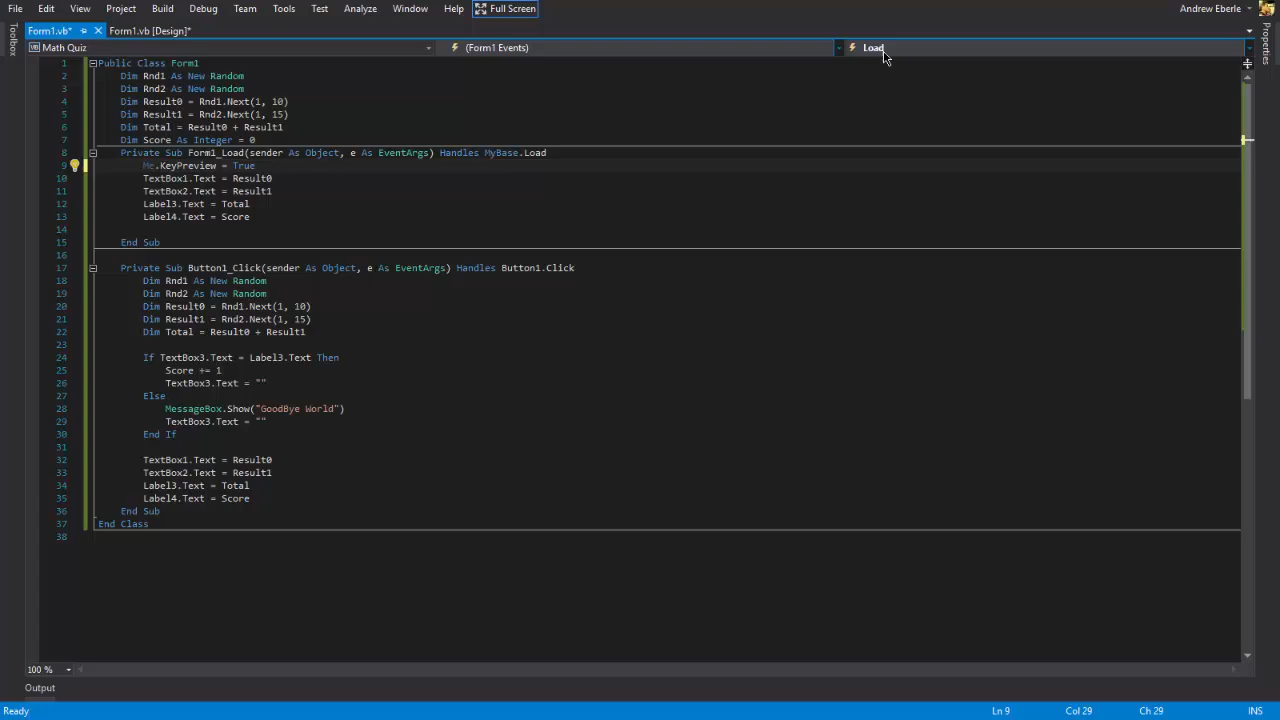 File Edit View Project Build Debug Team Tools Test Analyze Window Help Full Screen Andrew Eberle
Form1.vb* Form1.vb [Design]*
Toolbox
Properties
VB Math Quiz (Form1 Events) Load
1 Public Class Form1
2 Dim Rnd1 As New Random
3 Dim Rnd2 As New Random
4 Dim Result0 = Rnd1.Next(1, 10)
5 Dim Result1 = Rnd2.Next(1, 15)
6 Dim Total = Result0 + Result1
7 Dim Score As Integer = 0
8 Private Sub Form1_Load(sender As Object, e As EventArgs) Handles MyBase.Load
9 Me.KeyPreview = True
10 TextBox1.Text = Result0
11 TextBox2.Text = Result1
12 Label3.Text = Total
13 Label4.Text = Score
14
15 End Sub
16
17 Private Sub Button1_Click(sender As Object, e As EventArgs) Handles Button1.Click
18 Dim Rnd1 As New Random
19 Dim Rnd2 As New Random
20 Dim Result0 = Rnd1.Next(1, 10)
21 Dim Result1 = Rnd2.Next(1, 15)
22 Dim Total = Result0 + Result1
23
24 If TextBox3.Text = Label3.Text Then
25 Score += 1
26 TextBox3.Text = ""
27 Else
28 MessageBox.Show("GoodBye World")
29 TextBox3.Text = ""
30 End If
31
32 TextBox1.Text = Result0
33 TextBox2.Text = Result1
34 Label3.Text = Total
35 Label4.Text = Score
36 End Sub
37 End Class
38
100 %
Output
Ready Ln 9 Col 29 Ch 29 INS